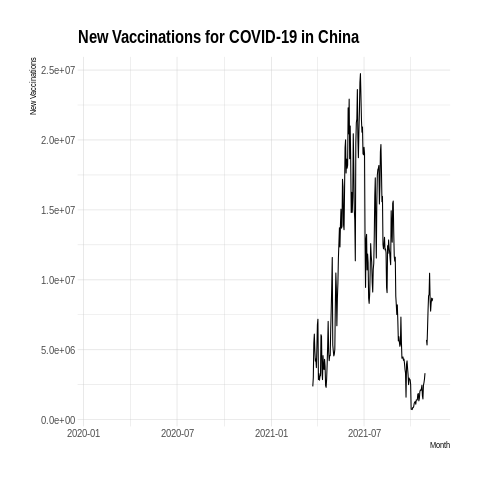 New Vaccinations for COVID-19 in China
New Vaccinations
2.5e+07
2.0e+07
1.5e+07
1.0e+07
5.0e+06
0.0e+00
2020-01 2020-07 2021-01 2021-07
Month